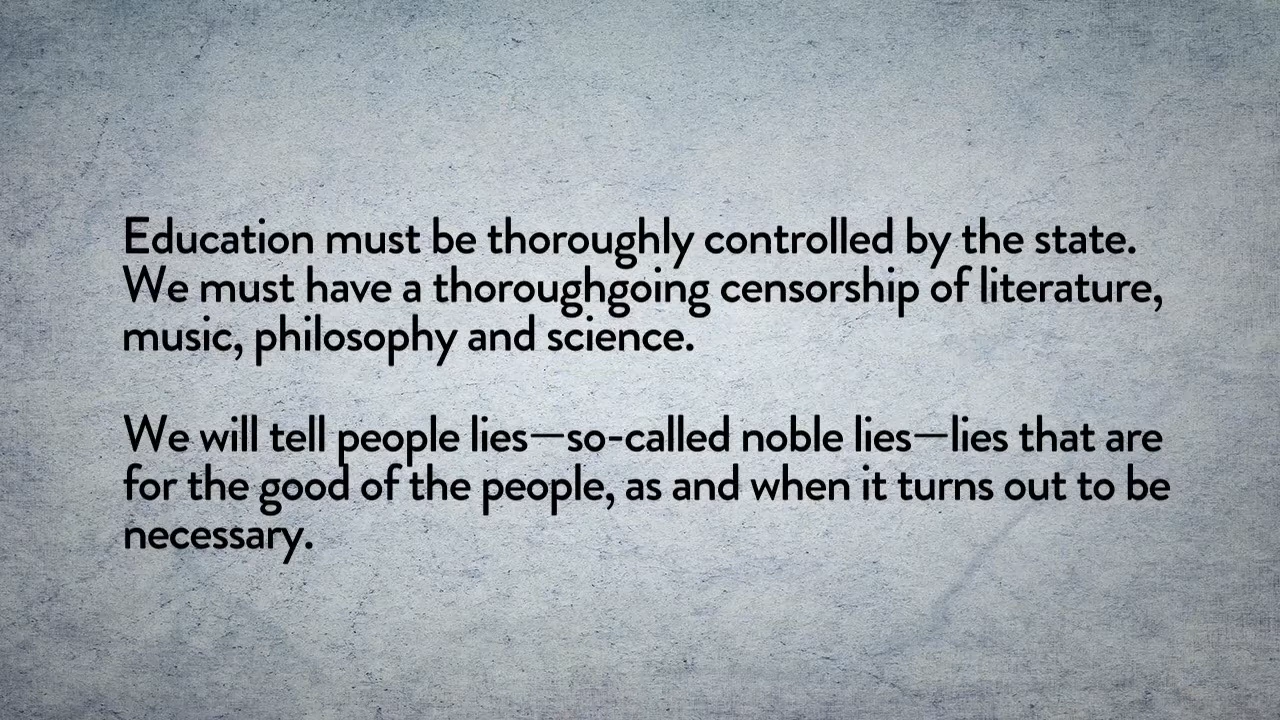 Education must be thoroughly controlled by the state.
We must have a thoroughgoing censorship of literature,
music, philosophy and science.
We will tell people lies—so-called noble lies—lies that are
for the good of the people, as and when it turns out to be
necessary.